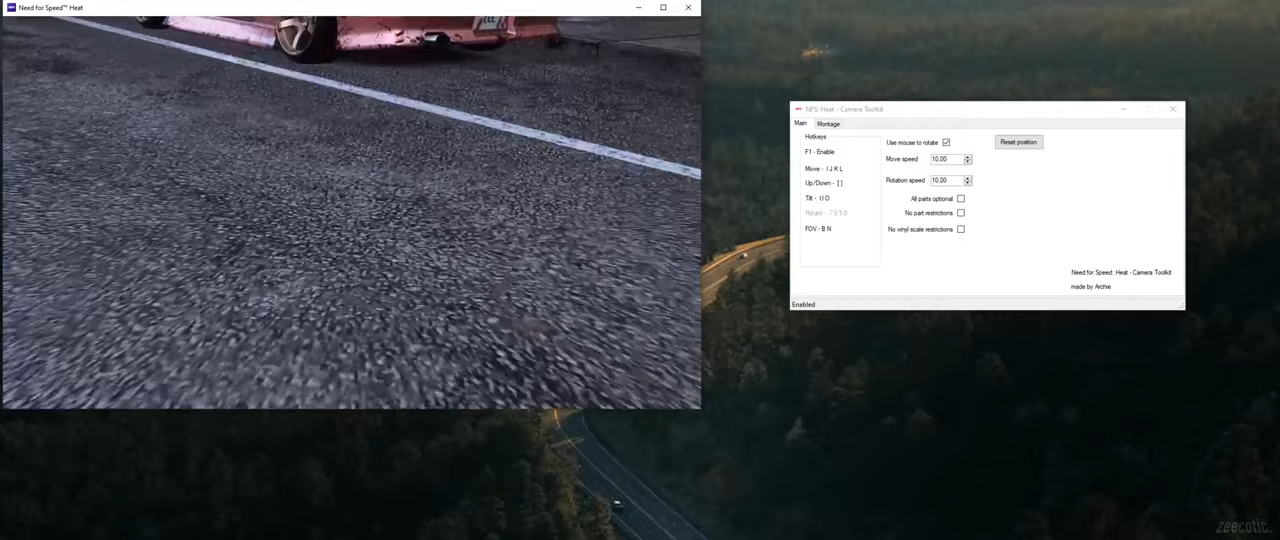 Need for Speed™ Heat
NFS: Heat - Camera Toolkit
Main
Montage
Hotkeys
F1 - Enable
Move - I J K L
Up/Down - [ ]
Tilt - U O
FOV - B N
Use mouse to rotate
Move speed
10,00
Rotation speed
10,00
All parts optional
No part restrictions
No vinyl scale restrictions
Reset position
Need for Speed: Heat - Camera Toolkit
made by Archie
Enabled
zeecotic.